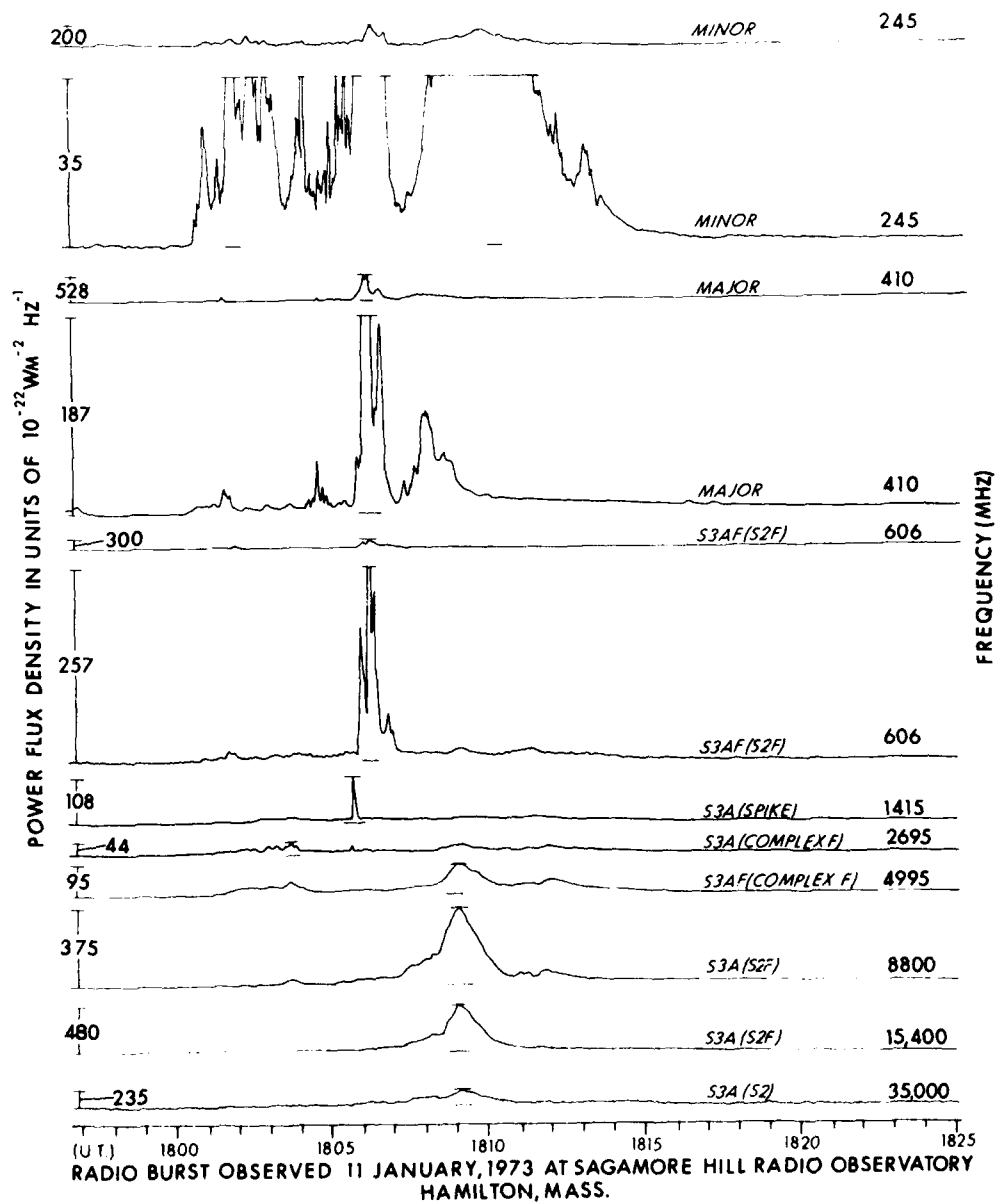 200 MINOR 245
35
MINOR 245
528 MAJOR 410
187
MAJOR 410
300 S3AF(S2F) 606
257
S3AF(S2F) 606
108 S3A(SPIKE) 1415
44 S3A(COMPLEX F) 2695
95 S3AF(COMPLEX F) 4995
375 S3A(S2F) 8800
480 S3A(S2F) 15,400
235 S3A(S2) 35,000
POWER FLUX DENSITY IN UNITS OF 10⁻²² WM⁻² HZ⁻¹
FREQUENCY (MHZ)
(U T.) 1800 1805 1810 1815 1820 1825
RADIO BURST OBSERVED 11 JANUARY, 1973 AT SAGAMORE HILL RADIO OBSERVATORY
HAMILTON, MASS.